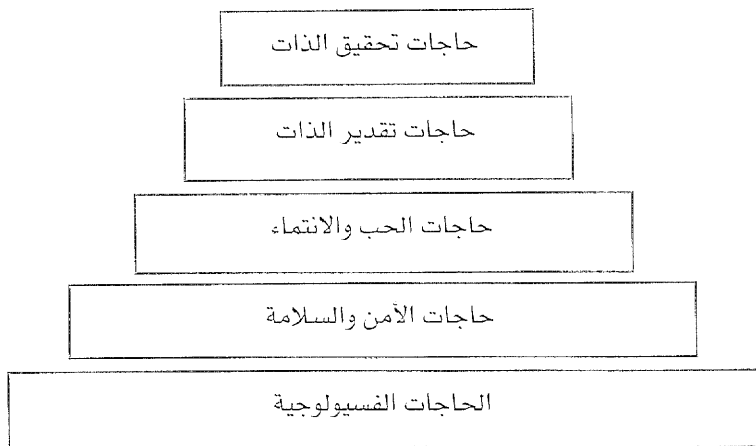 حاجات تحقيق الذات
حاجات تقدير الذات
حاجات الحب والانتماء
حاجات الأمن والسلامة
الحاجات الفسيولوجية